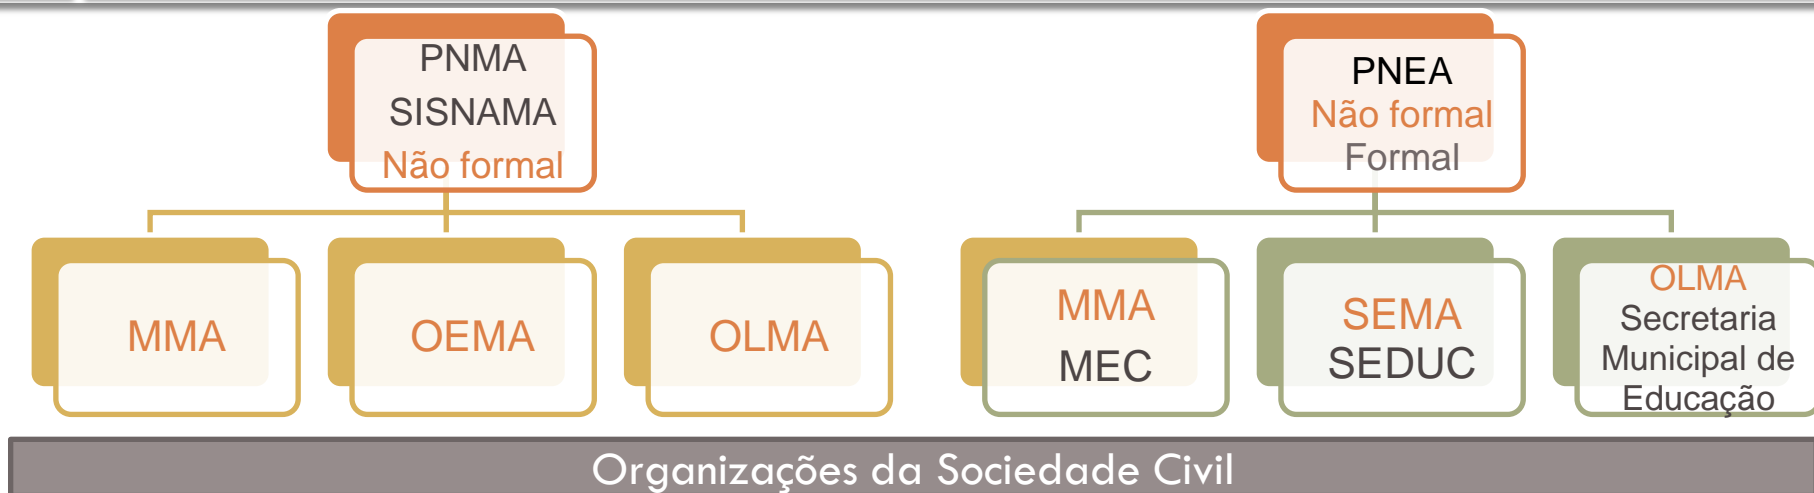 PNMA
SISNAMA
Não formal
PNEA
Não formal
Formal
MMA
OEMA
OLMA
MMA
MEC
SEMA
SEDUC
OLMA
Secretaria
Municipal de
Educação
Organizações da Sociedade Civil